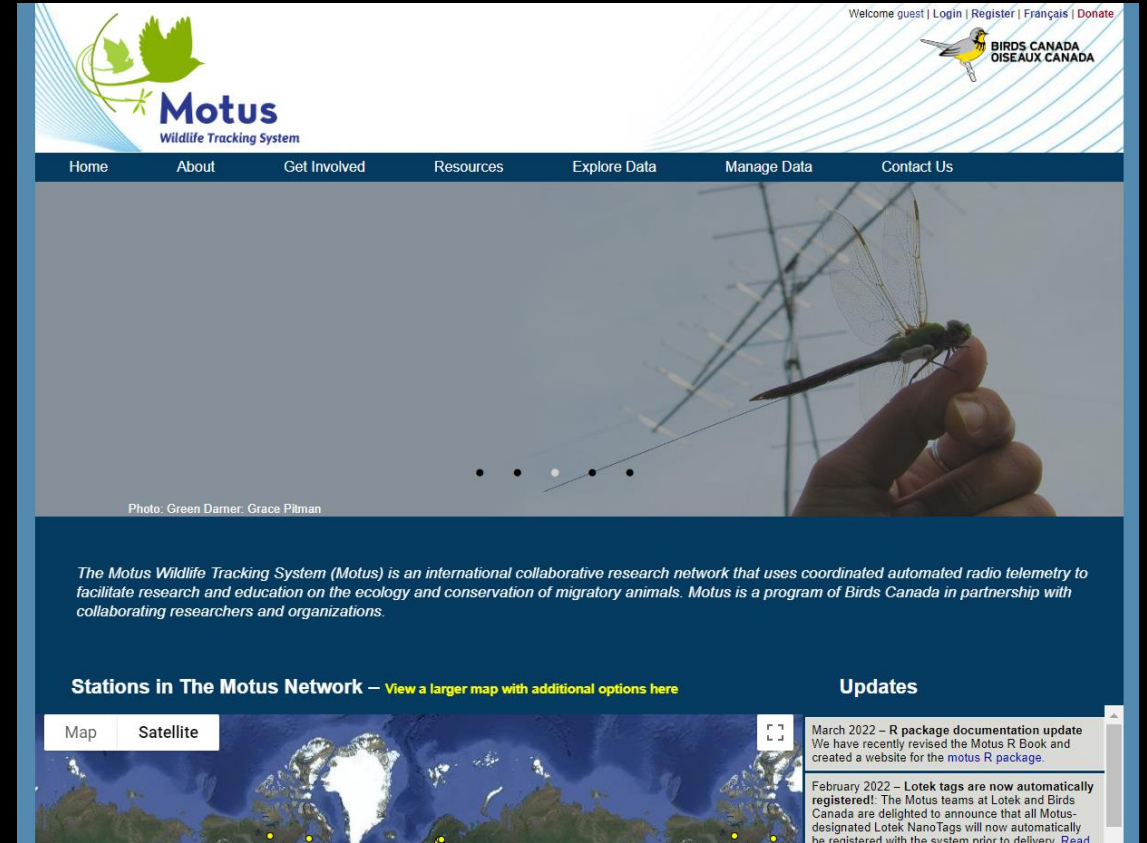 Welcome guest | Login | Register | Français | Donate
BIRDS CANADA
OISEAUX CANADA
Motus
Wildlife Tracking System
Home About Get Involved Resources Explore Data Manage Data Contact Us
Photo: Green Darner: Grace Pitman
The Motus Wildlife Tracking System (Motus) is an international collaborative research network that uses coordinated automated radio telemetry to
facilitate research and education on the ecology and conservation of migratory animals. Motus is a program of Birds Canada in partnership with
collaborating researchers and organizations.
Stations in The Motus Network – View a larger map with additional options here
Map Satellite
Updates
March 2022 – R package documentation update
We have recently revised the Motus R Book and
created a website for the motus R package.
February 2022 – Lotek tags are now automatically
registered!: The Motus teams at Lotek and Birds
Canada are delighted to announce that all Motus-
designated Lotek NanoTags will now automatically
be registered with the system prior to delivery. Read